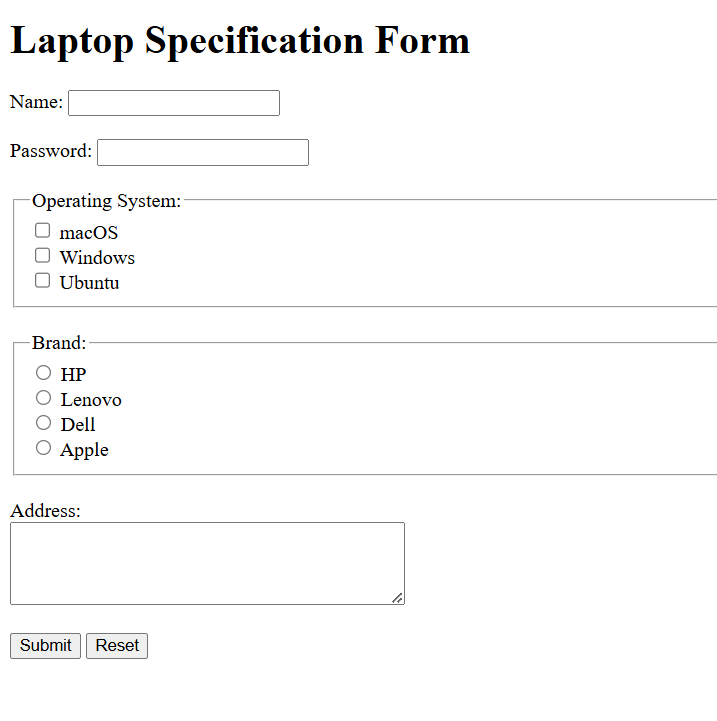 Laptop Specification Form
Name:
Password:
Operating System:
macOS
Windows
Ubuntu
Brand:
HP
Lenovo
Dell
Apple
Address:
Submit Reset